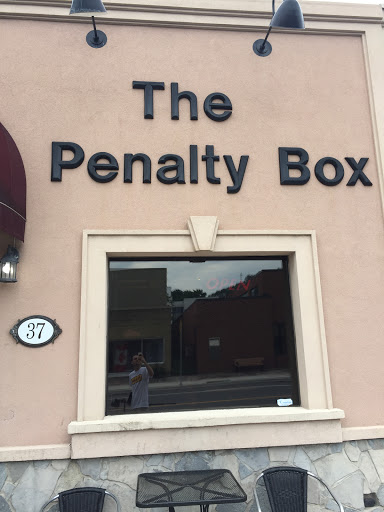 The
Penalty Box
37